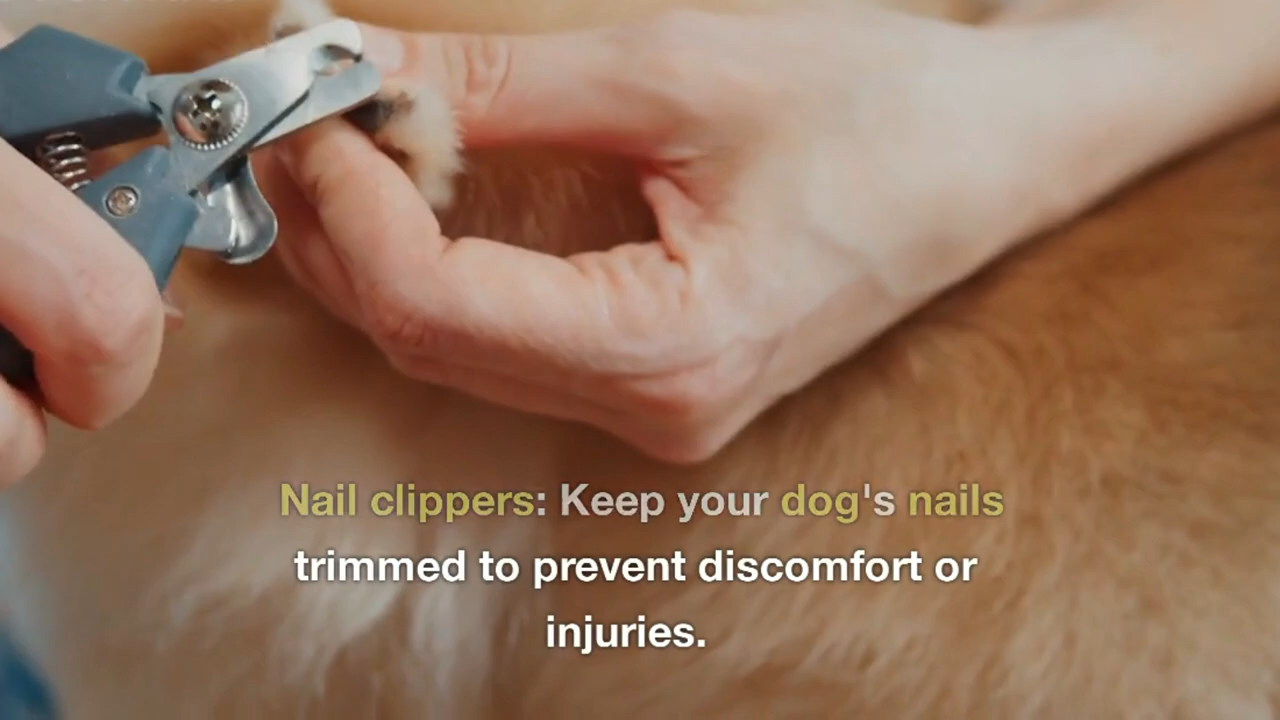 Nail clippers: Keep your dog's nails
trimmed to prevent discomfort or
injuries.